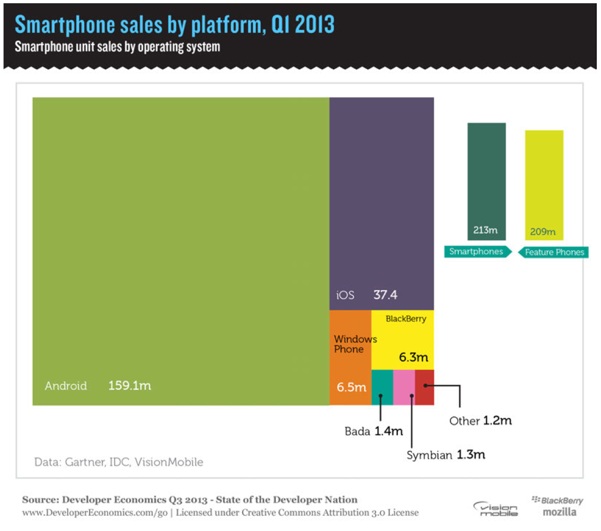 Smartphone sales by platform, Q1 2013
Smartphone unit sales by operating system
213m
209m
Smartphones
Feature Phones
iOS 37.4
BlackBerry
Windows
Phone
6.3m
Android 159.1m
6.5m
Other 1.2m
Bada 1.4m
Symbian 1.3m
Data: Gartner, IDC, VisionMobile
Source: Developer Economics Q3 2013 - State of the Developer Nation
www.DeveloperEconomics.com/go | Licensed under Creative Commons Attribution 3.0 License
vision
mobile
BlackBerry
mozilla